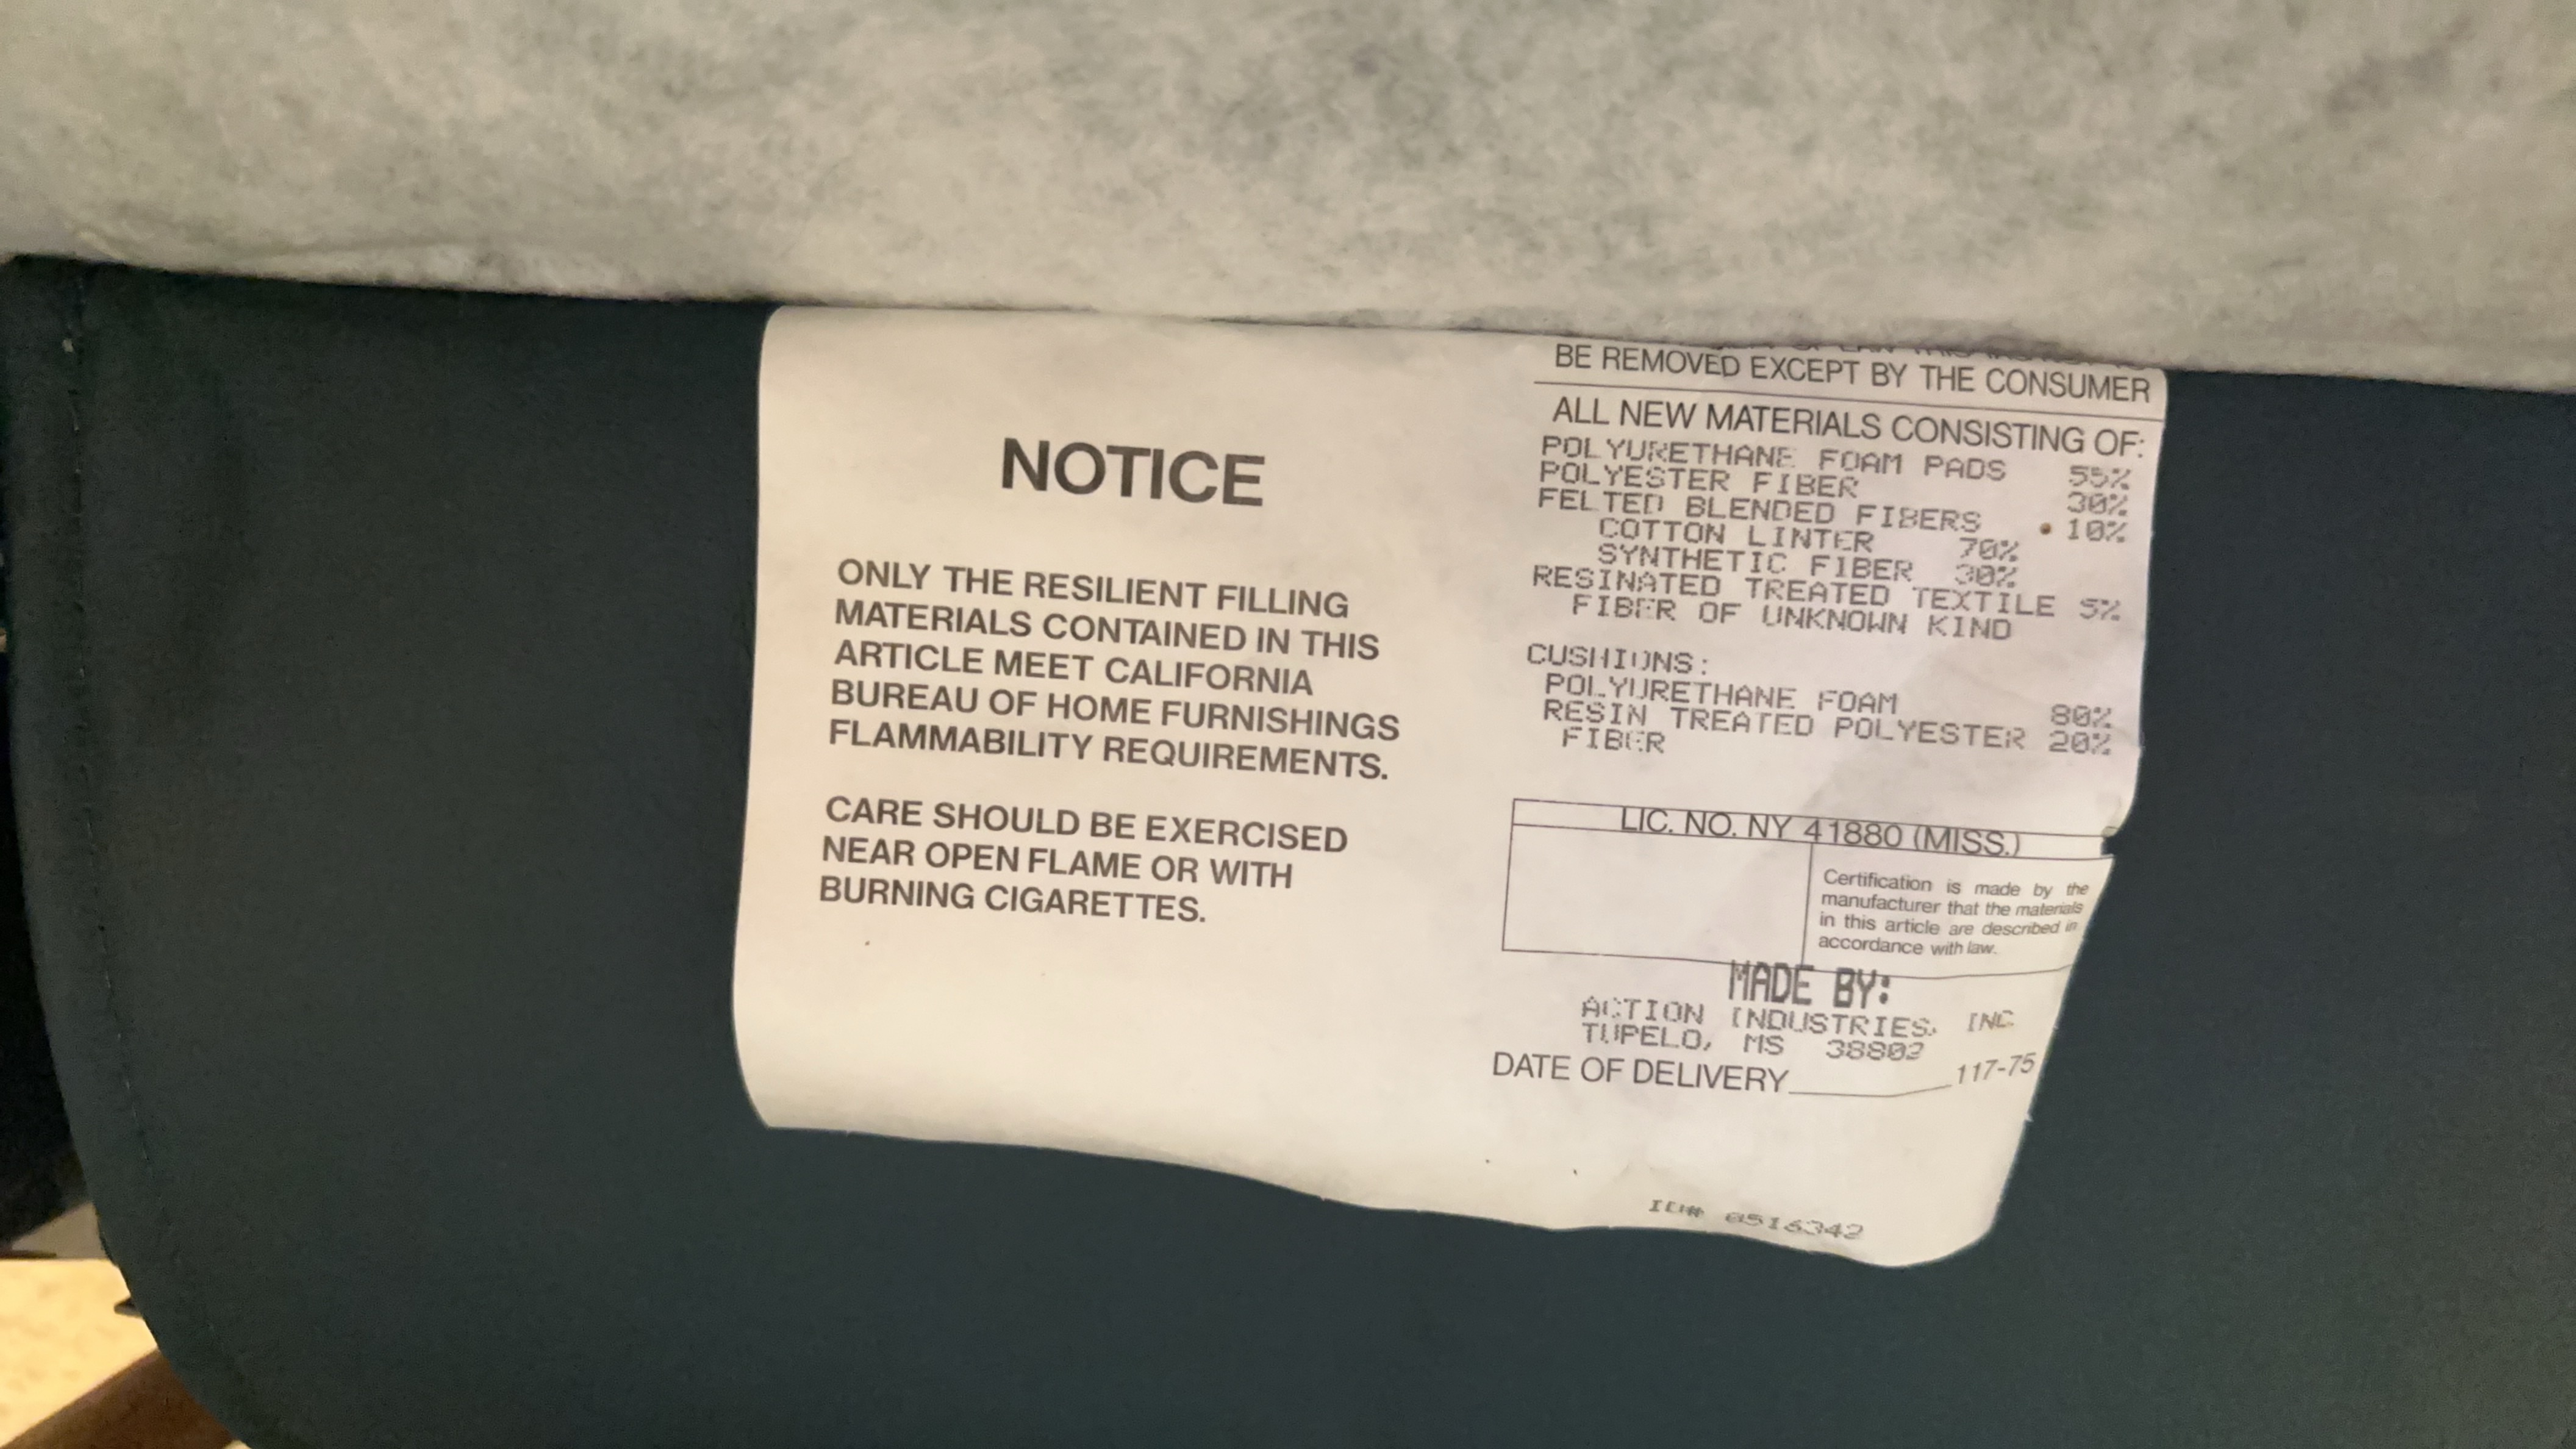 NOTICE
ONLY THE RESILIENT FILLING
MATERIALS CONTAINED IN THIS
ARTICLE MEET CALIFORNIA
BUREAU OF HOME FURNISHINGS
FLAMMABILITY REQUIREMENTS.
CARE SHOULD BE EXERCISED
NEAR OPEN FLAME OR WITH
BURNING CIGARETTES.
BE REMOVED EXCEPT BY THE CONSUMER
ALL NEW MATERIALS CONSISTING OF:
POLYURETHANE FOAM PADS 55%
POLYESTER FIBER 30%
FELTED BLENDED FIBERS 10%
COTTON LINTER 70%
SYNTHETIC FIBER 30%
RESINATED TREATED TEXTILE 5%
FIBER OF UNKNOWN KIND
CUSHIONS:
POLYURETHANE FOAM 80%
RESIN TREATED POLYESTER 20%
FIBER
LIC. NO. NY 41880 (MISS.)
Certification is made by the
manufacturer that the materials
in this article are described in
accordance with law.
MADE BY:
ACTION INDUSTRIES, INC
TUPELO, MS 38802
DATE OF DELIVERY 117-75
ID# 0516342